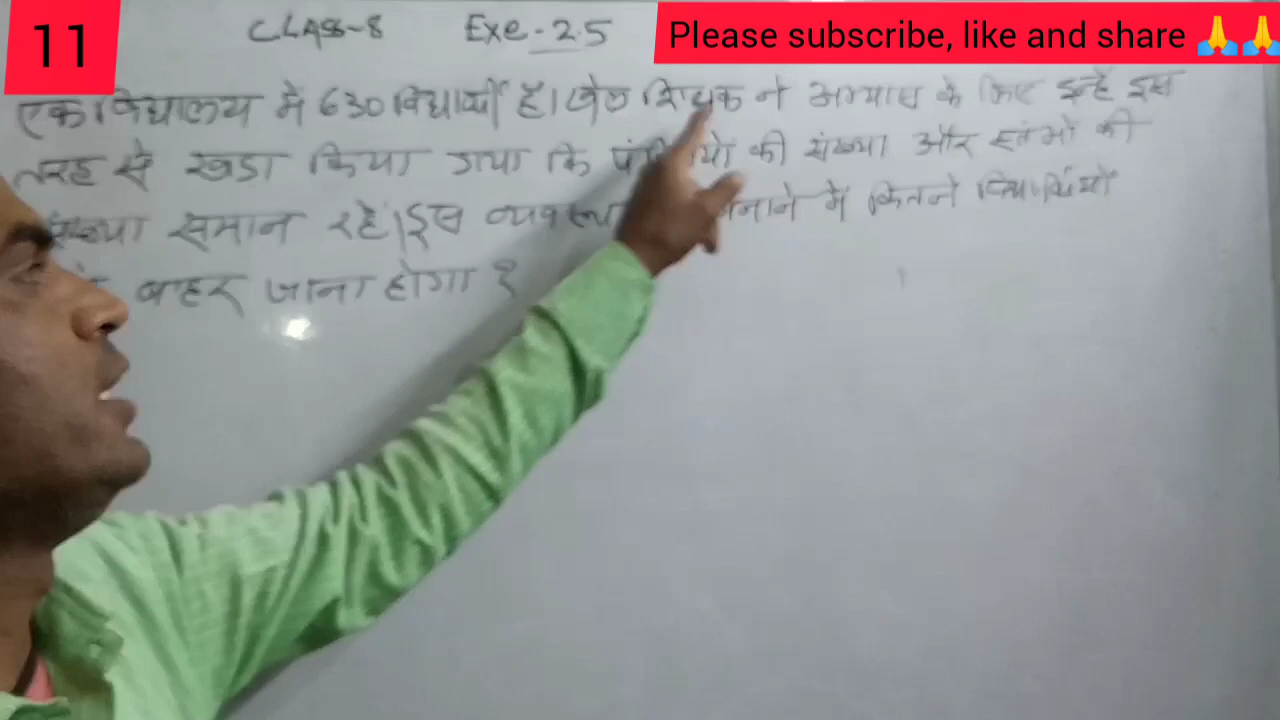 11
CLASS-8 Exe-2.5
Please subscribe, like and share 🙏🙏
एक विद्यालय में 630 विद्यार्थी हैं। खेल शिक्षक ने अभ्यास के लिए इन्हें इस
तरह से खडा किया गया कि की संख्या और स्तंभो की
समान रहे। इस में कितने विद्यार्थियों
बाहर जाना होगा ?